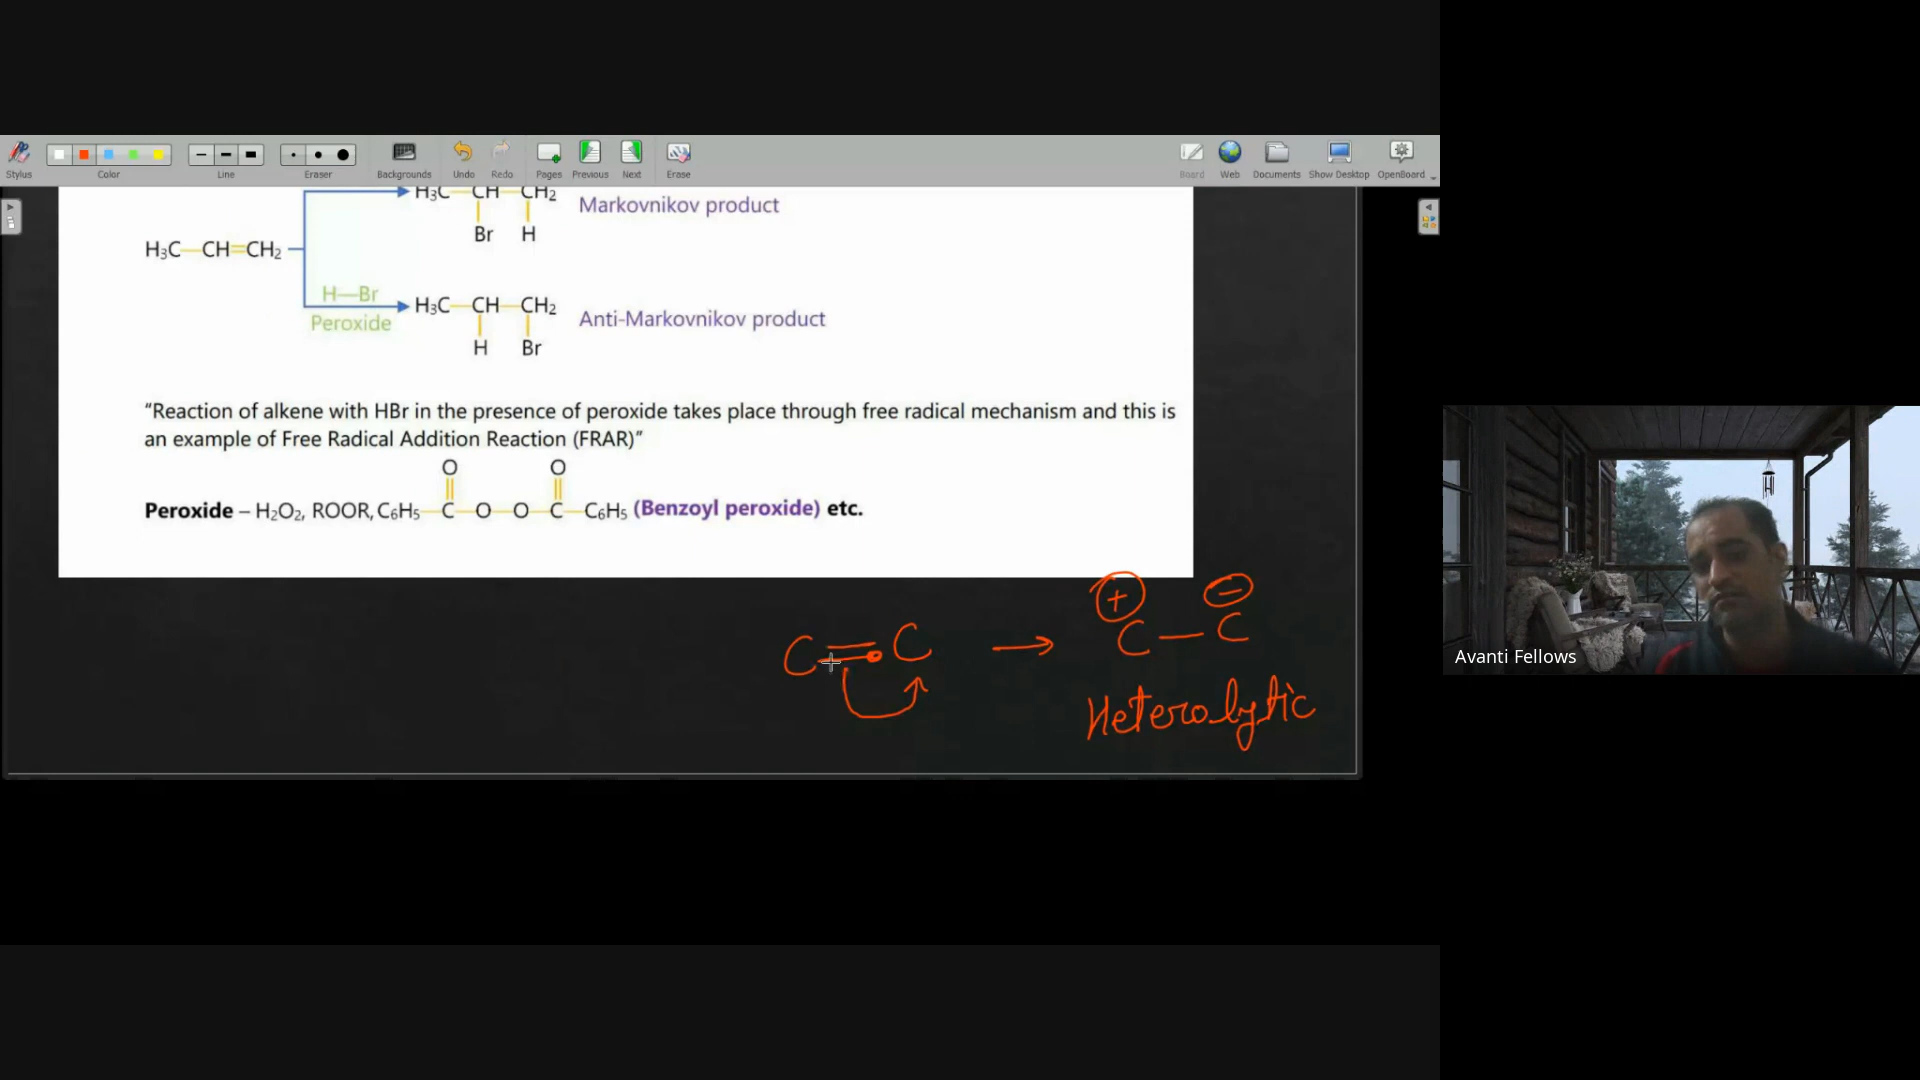 Stylus Color Line Eraser Backgrounds Undo Redo Pages Previous Next Erase Board Web Documents Show Desktop OpenBoard
H₃C—CH—CH₂ Markovnikov product
Br H
H₃C—CH=CH₂
H—Br
Peroxide
H₃C—CH—CH₂ Anti-Markovnikov product
H Br
“Reaction of alkene with HBr in the presence of peroxide takes place through free radical mechanism and this is
an example of Free Radical Addition Reaction (FRAR)”
O O
Peroxide – H₂O₂, ROOR, C₆H₅—C—O—O—C—C₆H₅ (Benzoyl peroxide) etc.
+ −
C=C → C—C
Heterolytic
Avanti Fellows